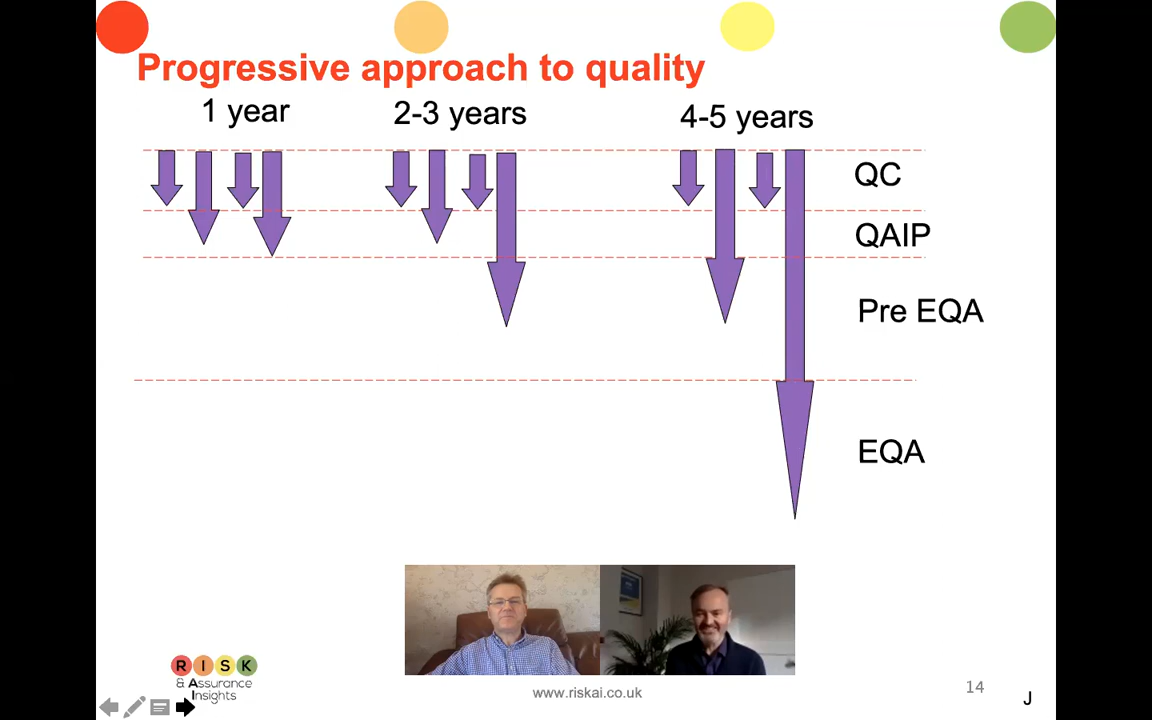 Progressive approach to quality
1 year
2-3 years
4-5 years
QC
QAIP
Pre EQA
EQA
RISK
& Assurance
Insights
www.riskai.co.uk
14
J